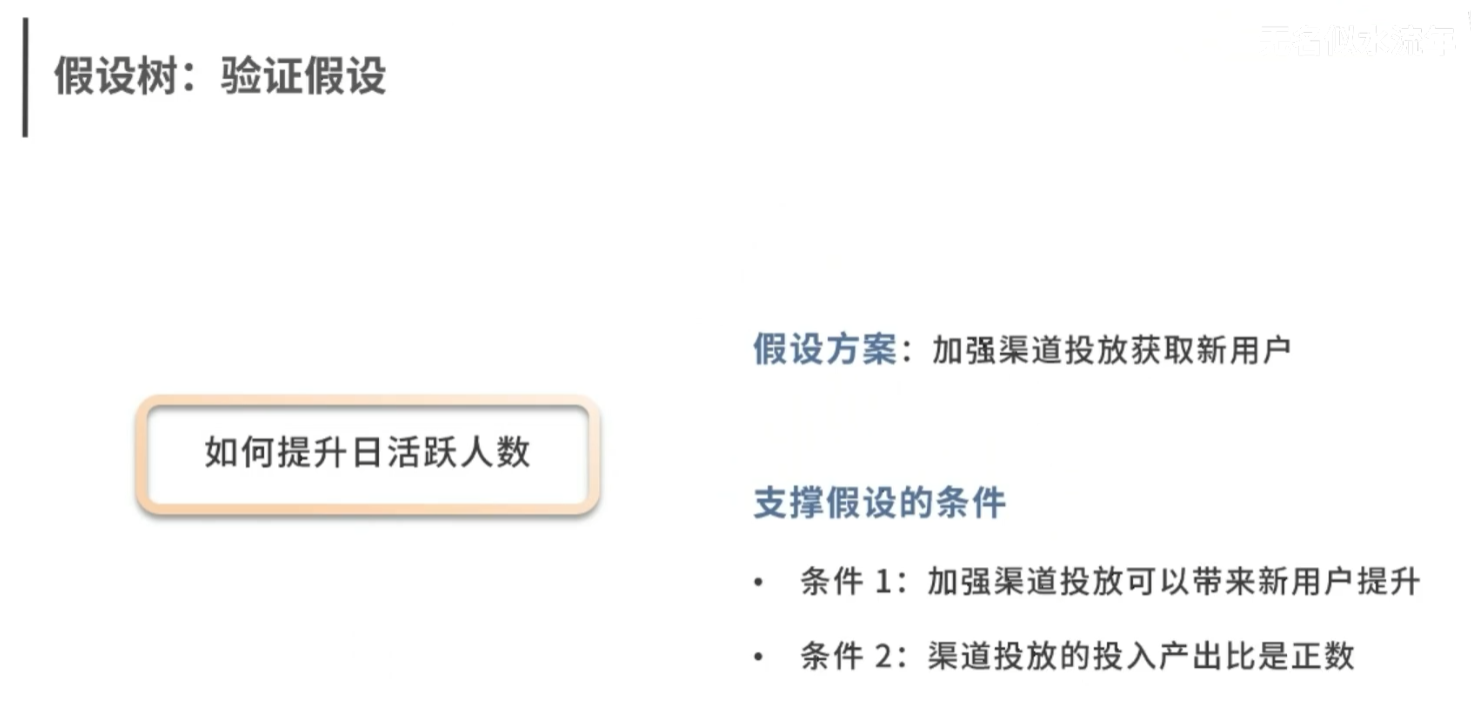 假设树：验证假设
假设方案：加强渠道投放获取新用户
如何提升日活跃人数
支撑假设的条件
• 条件 1：加强渠道投放可以带来新用户提升
• 条件 2：渠道投放的投入产出比是正数